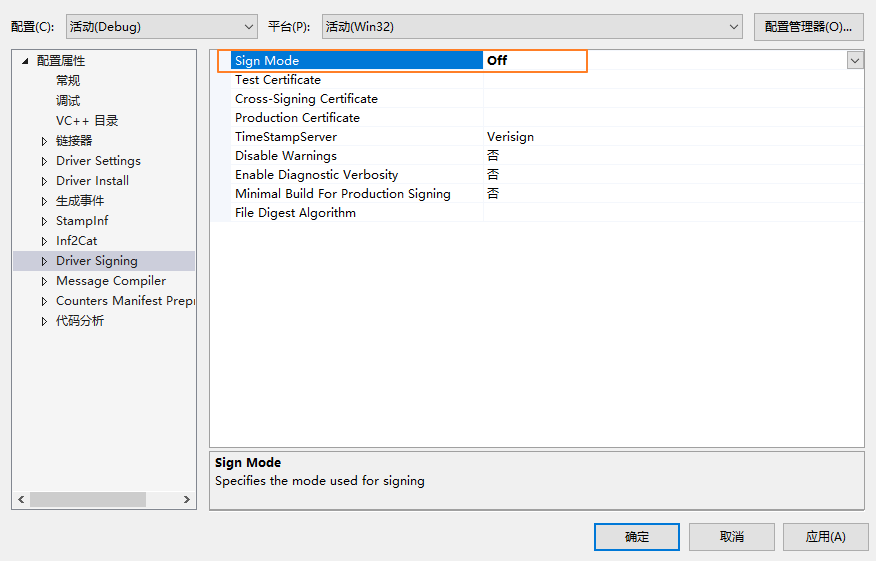 配置(C):
活动(Debug)
平台(P):
活动(Win32)
配置管理器(O)...
配置属性
常规
调试
VC++ 目录
链接器
Driver Settings
Driver Install
生成事件
StampInf
Inf2Cat
Driver Signing
Message Compiler
Counters Manifest Prepr
代码分析
Sign Mode Off
Test Certificate
Cross-Signing Certificate
Production Certificate
TimeStampServer Verisign
Disable Warnings 否
Enable Diagnostic Verbosity 否
Minimal Build For Production Signing 否
File Digest Algorithm
Sign Mode
Specifies the mode used for signing
确定
取消
应用(A)